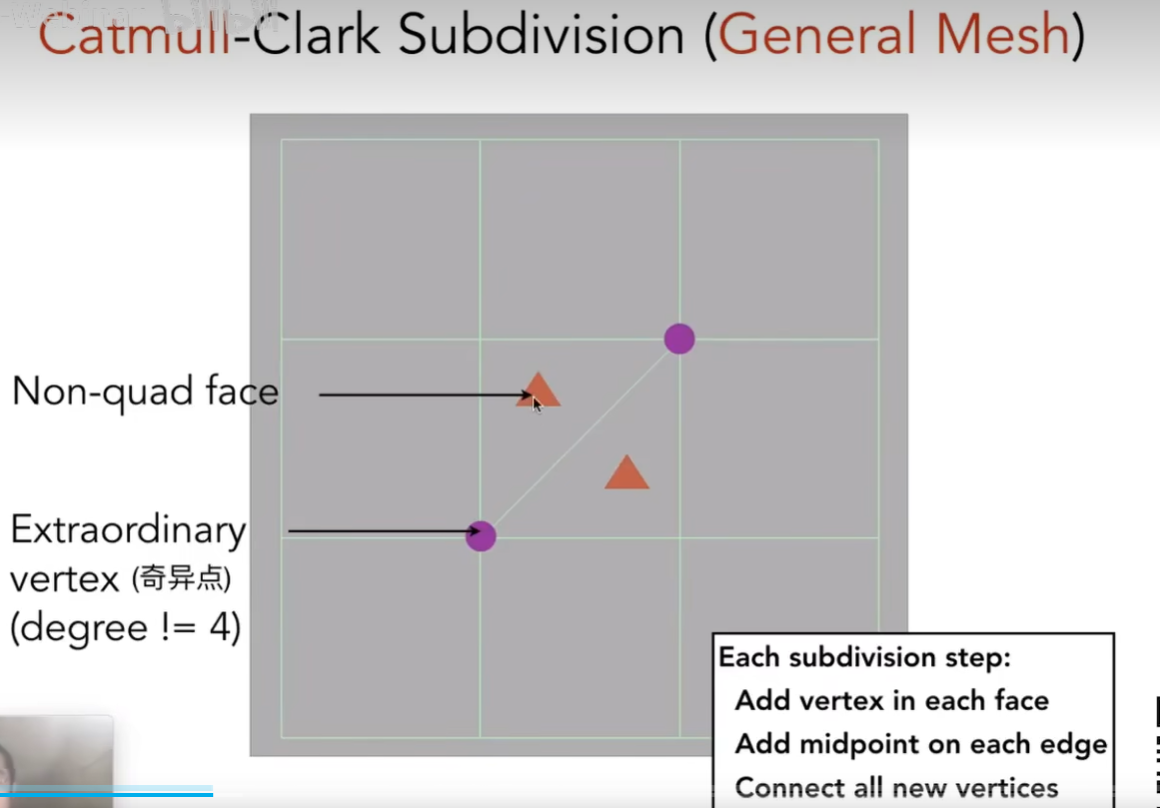 Catmull-Clark Subdivision (General Mesh)
Non-quad face
Extraordinary
vertex (奇异点)
(degree != 4)
Each subdivision step:
Add vertex in each face
Add midpoint on each edge
Connect all new vertices